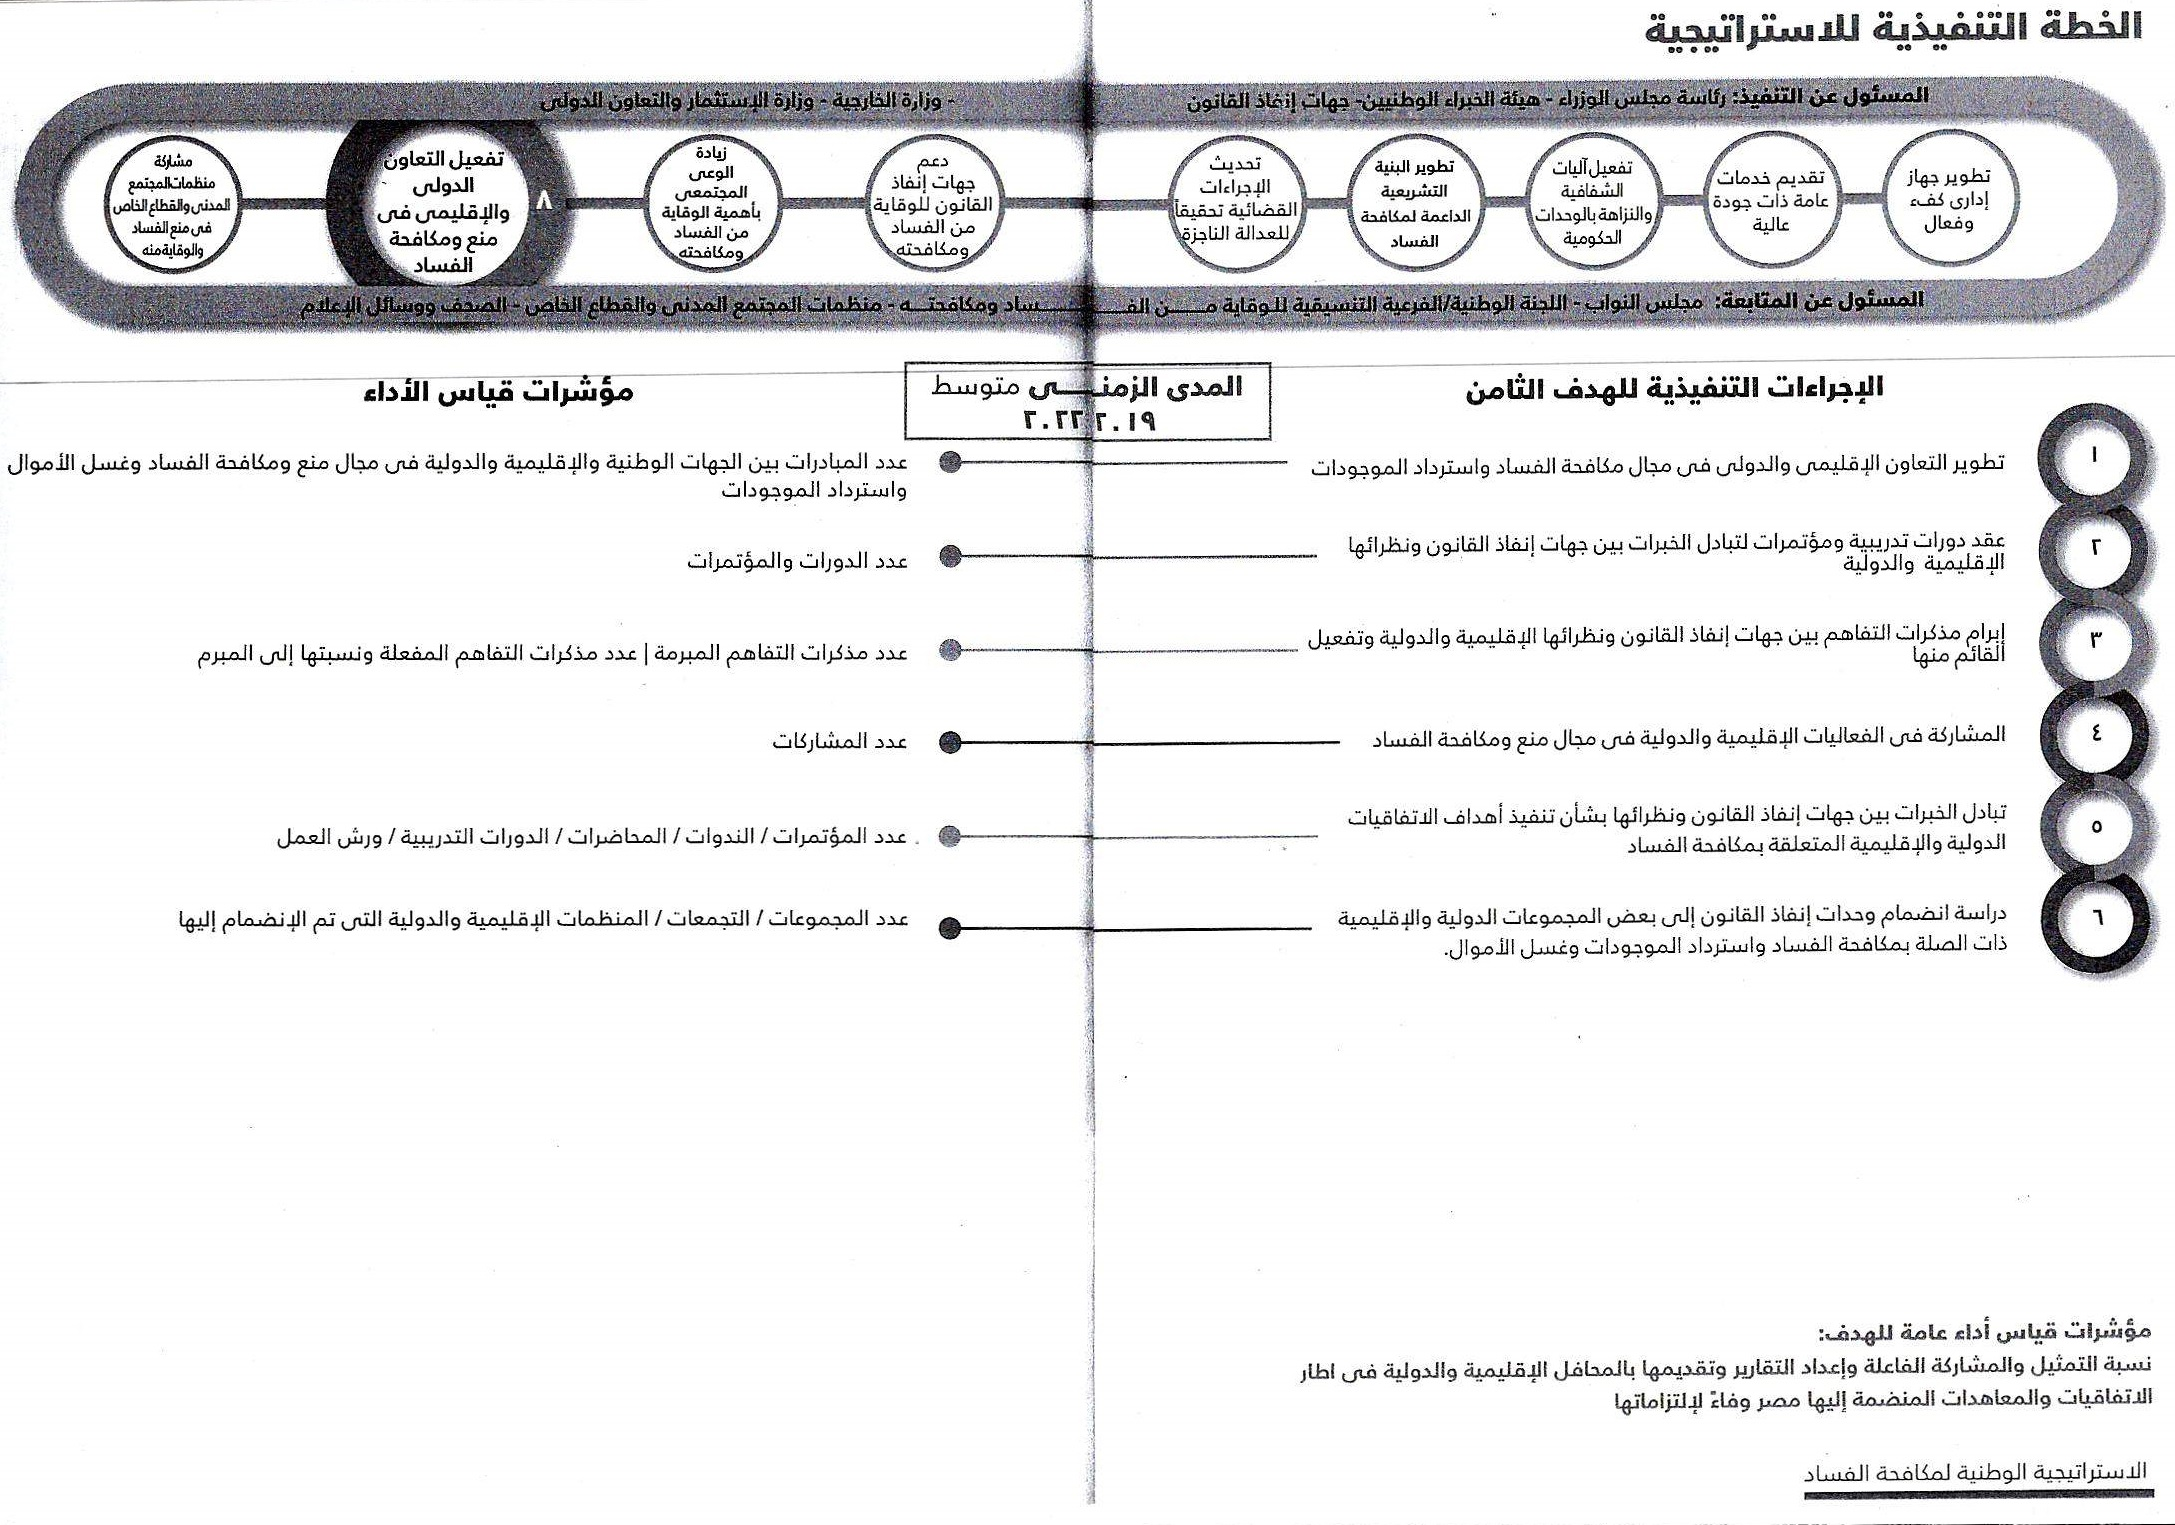 الخطة التنفيذية للاستراتيجية
المسئول عن التنفيذ: رئاسة مجلس الوزراء - هيئة الخبراء الوطنيين- جهات إنفاذ القانون - وزارة الخارجية - وزارة الإستثمار والتعاون الدولى
تطوير جهاز
إدارى كفء
وفعال
تقديم خدمات
عامة ذات جودة
عالية
تفعيل آليات
الشفافية
والنزاهة بالوحدات
الحكومية
تطوير البنية
التشريعية
الداعمة لمكافحة
الفساد
تحديث
الإجراءات
القضائية تحقيقاً
للعدالة الناجزة
دعم
جهات إنفاذ
القانون للوقاية
من الفساد
ومكافحته
زيادة
الوعى
المجتمعى
بأهمية الوقاية
من الفساد
ومكافحته
٨
تفعيل التعاون
الدولى
والإقليمى فى
منع ومكافحة
الفساد
مشاركة
منظمات المجتمع
المدنى والقطاع الخاص
فى منع الفساد
والوقاية منه
المسئول عن المتابعة: مجلس النواب - اللجنة الوطنية/الفرعية التنسيقية للوقاية مــــن الفــــــــساد ومكافحتـــه - منظمات المجتمع المدنى والقطاع الخاص - الصحف ووسائل الإعلام
الإجراءات التنفيذية للهدف الثامن
المدى الزمنــــى متوسط
٢٠١٩ ٢٠٢٢
مؤشرات قياس الأداء
١
تطوير التعاون الإقليمى والدولى فى مجال مكافحة الفساد واسترداد الموجودات
عدد المبادرات بين الجهات الوطنية والإقليمية والدولية فى مجال منع ومكافحة الفساد وغسل الأموال
واسترداد الموجودات
٢
عقد دورات تدريبية ومؤتمرات لتبادل الخبرات بين جهات إنفاذ القانون ونظرائها
الإقليمية والدولية
عدد الدورات والمؤتمرات
٣
إبرام مذكرات التفاهم بين جهات إنفاذ القانون ونظرائها الإقليمية والدولية وتفعيل
القائم منها
عدد مذكرات التفاهم المبرمة | عدد مذكرات التفاهم المفعلة ونسبتها إلى المبرم
٤
المشاركة فى الفعاليات الإقليمية والدولية فى مجال منع ومكافحة الفساد
عدد المشاركات
٥
تبادل الخبرات بين جهات إنفاذ القانون ونظرائها بشأن تنفيذ أهداف الاتفاقيات
الدولية والإقليمية المتعلقة بمكافحة الفساد
عدد المؤتمرات / الندوات / المحاضرات / الدورات التدريبية / ورش العمل
٦
دراسة انضمام وحدات إنفاذ القانون إلى بعض المجموعات الدولية والإقليمية
ذات الصلة بمكافحة الفساد واسترداد الموجودات وغسل الأموال.
عدد المجموعات / التجمعات / المنظمات الإقليمية والدولية التى تم الإنضمام إليها
مؤشرات قياس أداء عامة للهدف:
نسبة التمثيل والمشاركة الفاعلة وإعداد التقارير وتقديمها بالمحافل الإقليمية والدولية فى اطار
الاتفاقيات والمعاهدات المنضمة إليها مصر وفاءً لإلتزاماتها
الاستراتيجية الوطنية لمكافحة الفساد